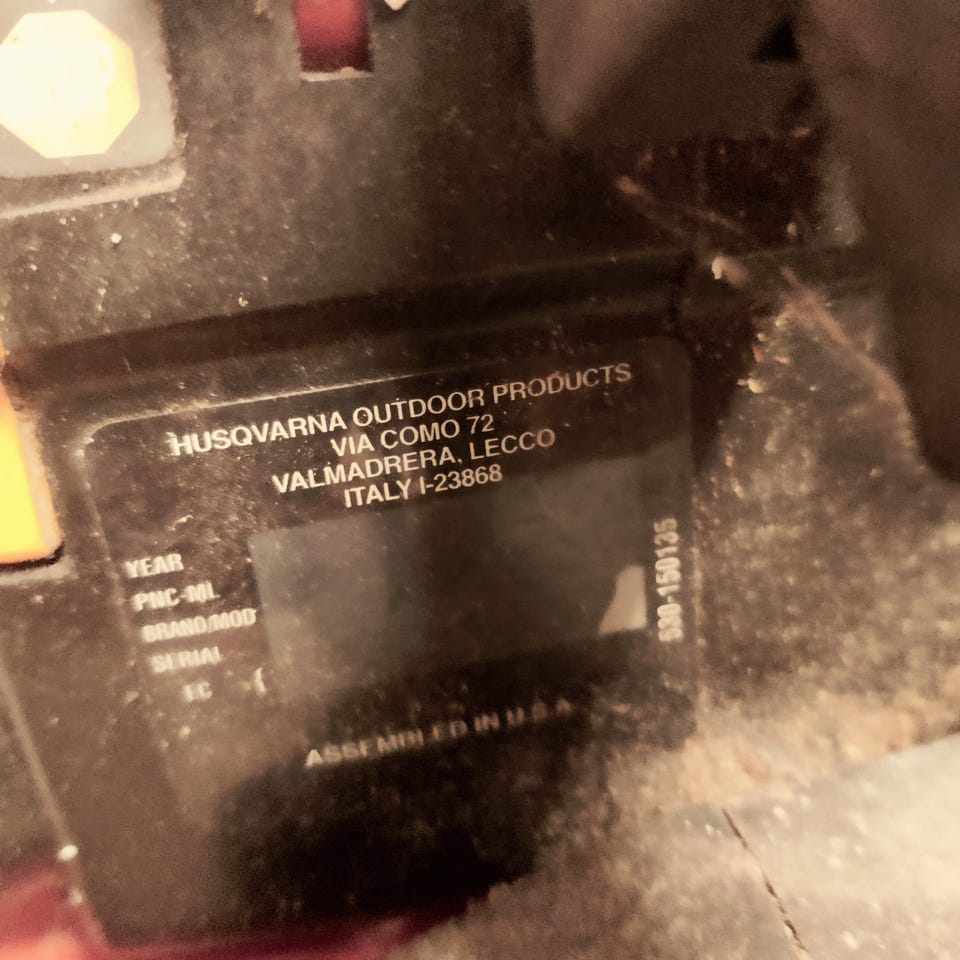 HUSQVARNA OUTDOOR PRODUCTS
VIA COMO 72
VALMADRERA, LECCO
ITALY I-23868
YEAR
PNC-ML
BRAND/MOD
SERIAL
EC
530-150135
ASSEMBLED IN U.S.A